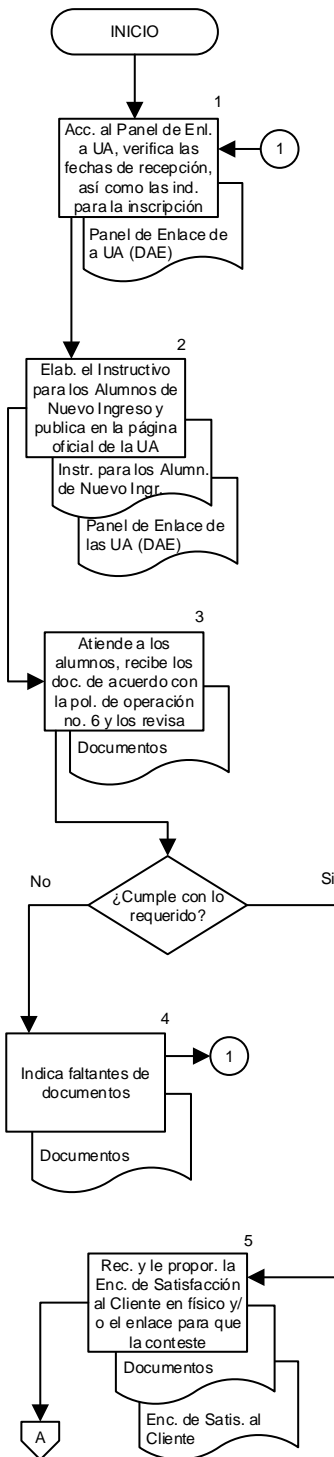 INICIO
1
Acc. al Panel de Enl.
a UA, verifica las
fechas de recepción,
así como las ind.
para la inscripción
1
Panel de Enlace de
a UA (DAE)
2
Elab. el Instructivo
para los Alumnos de
Nuevo Ingreso y
publica en la página
oficial de la UA
Instr. para los Alumn.
de Nuevo Ingr.
Panel de Enlace de
las UA (DAE)
3
Atiende a los
alumnos, recibe los
doc. de acuerdo con
la pol. de operación
no. 6 y los revisa
Documentos
¿Cumple con lo
requerido?
No
Si
4
Indica faltantes de
documentos
1
Documentos
5
Rec. y le propor. la
Enc. de Satisfacción
al Cliente en físico y/
o el enlace para que
la conteste
Documentos
Enc. de Satis. al
Cliente
A